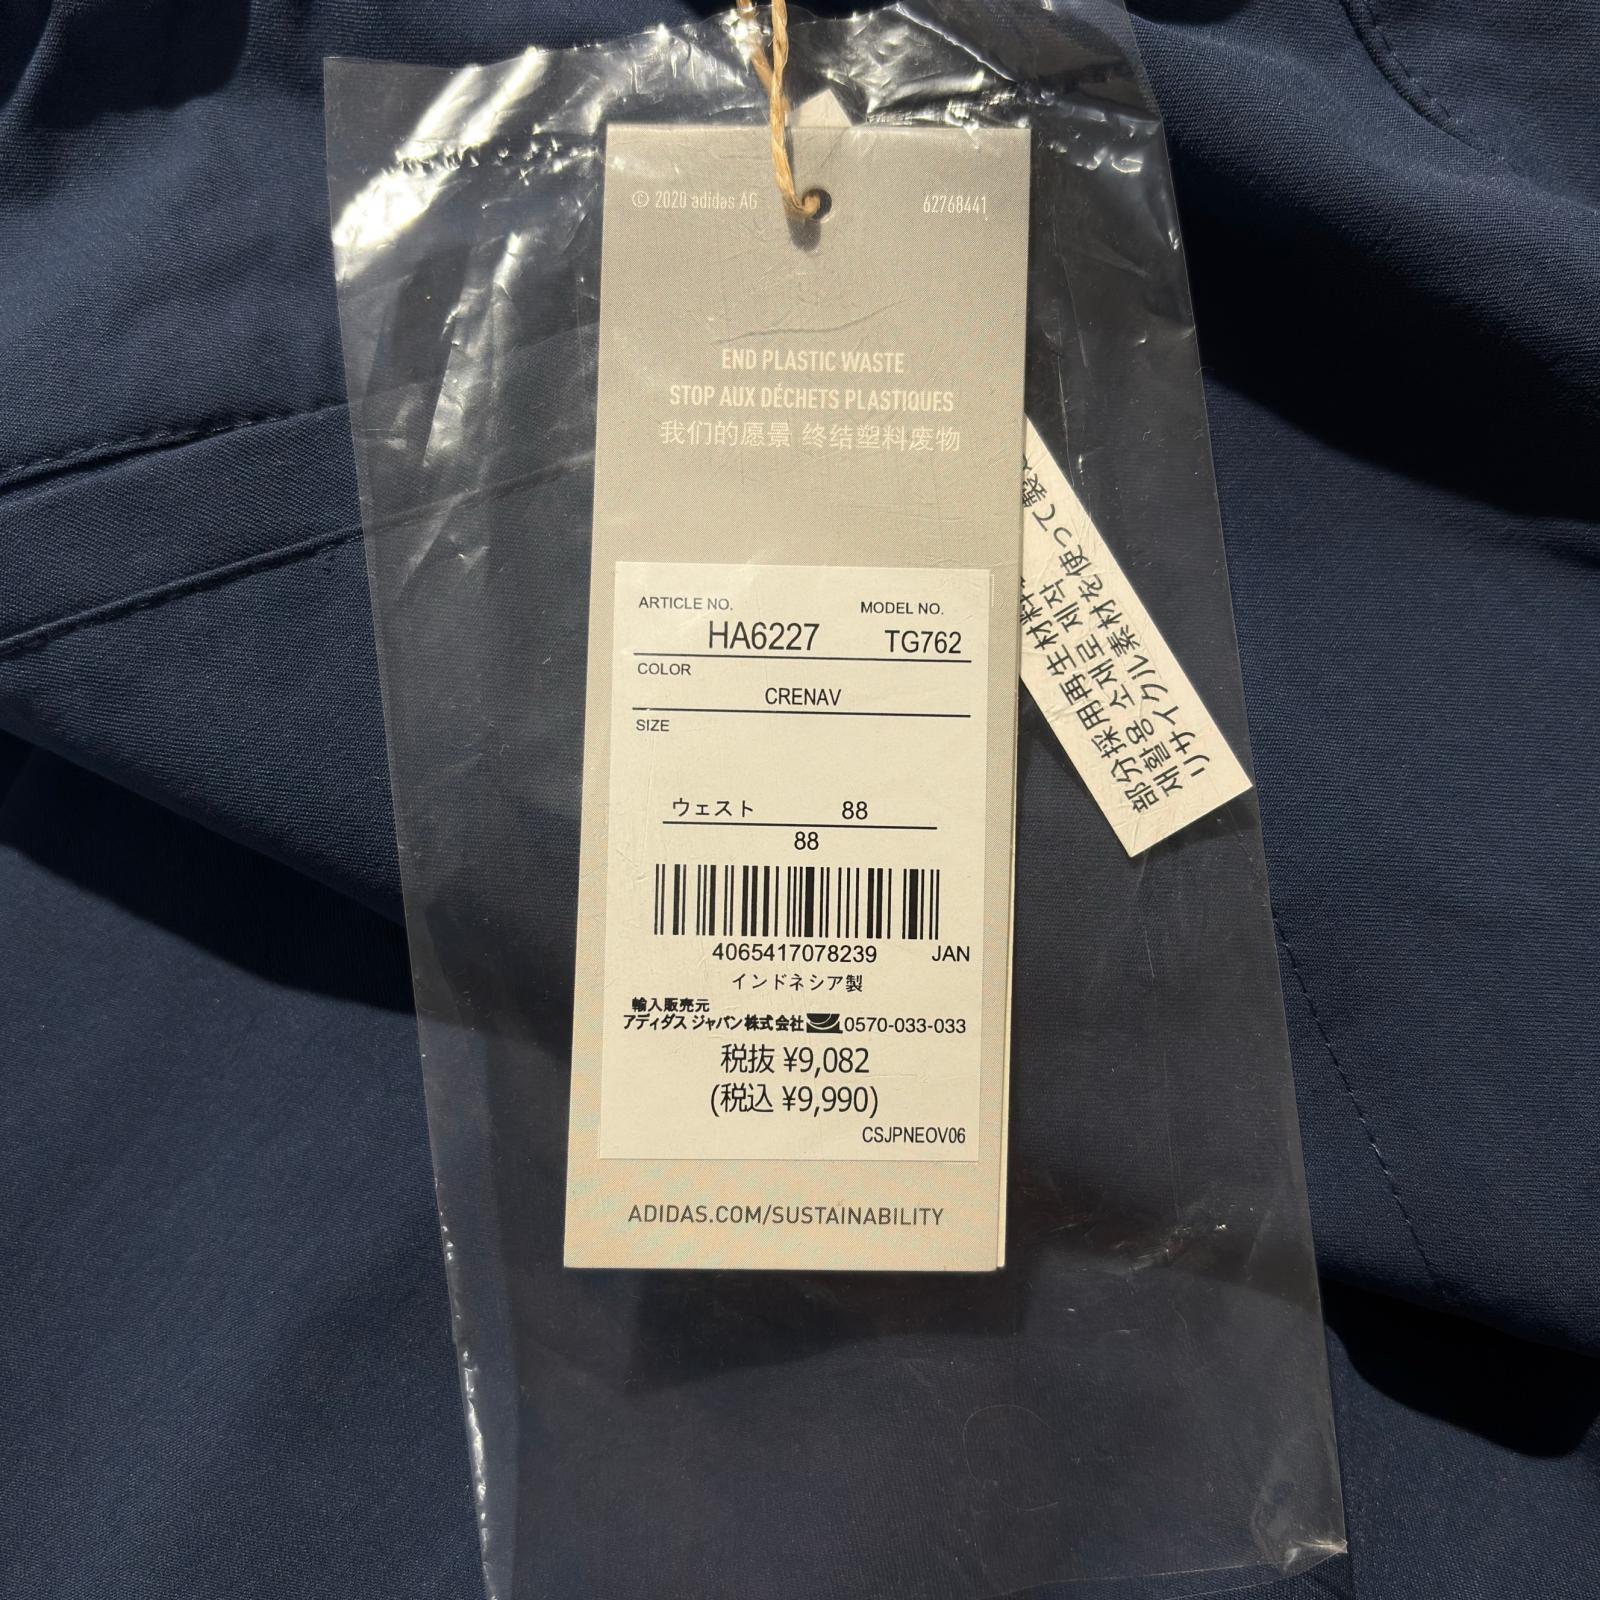 © 2020 adidas AG
62768441
END PLASTIC WASTE
STOP AUX DÉCHETS PLASTIQUES
我们的愿景 终结塑料废物
ARTICLE NO. MODEL NO.
HA6227 TG762
COLOR
CRENAV
SIZE
ウェスト 88
88
4065417078239 JAN
インドネシア製
輸入販売元
アディダス ジャパン株式会社 0570-033-033
税抜 ¥9,082
(税込 ¥9,990)
CSJPNEOV06
ADIDAS.COM/SUSTAINABILITY
部分採用再生材料
재활용 소재로 제작
リサイクル素材を使って製